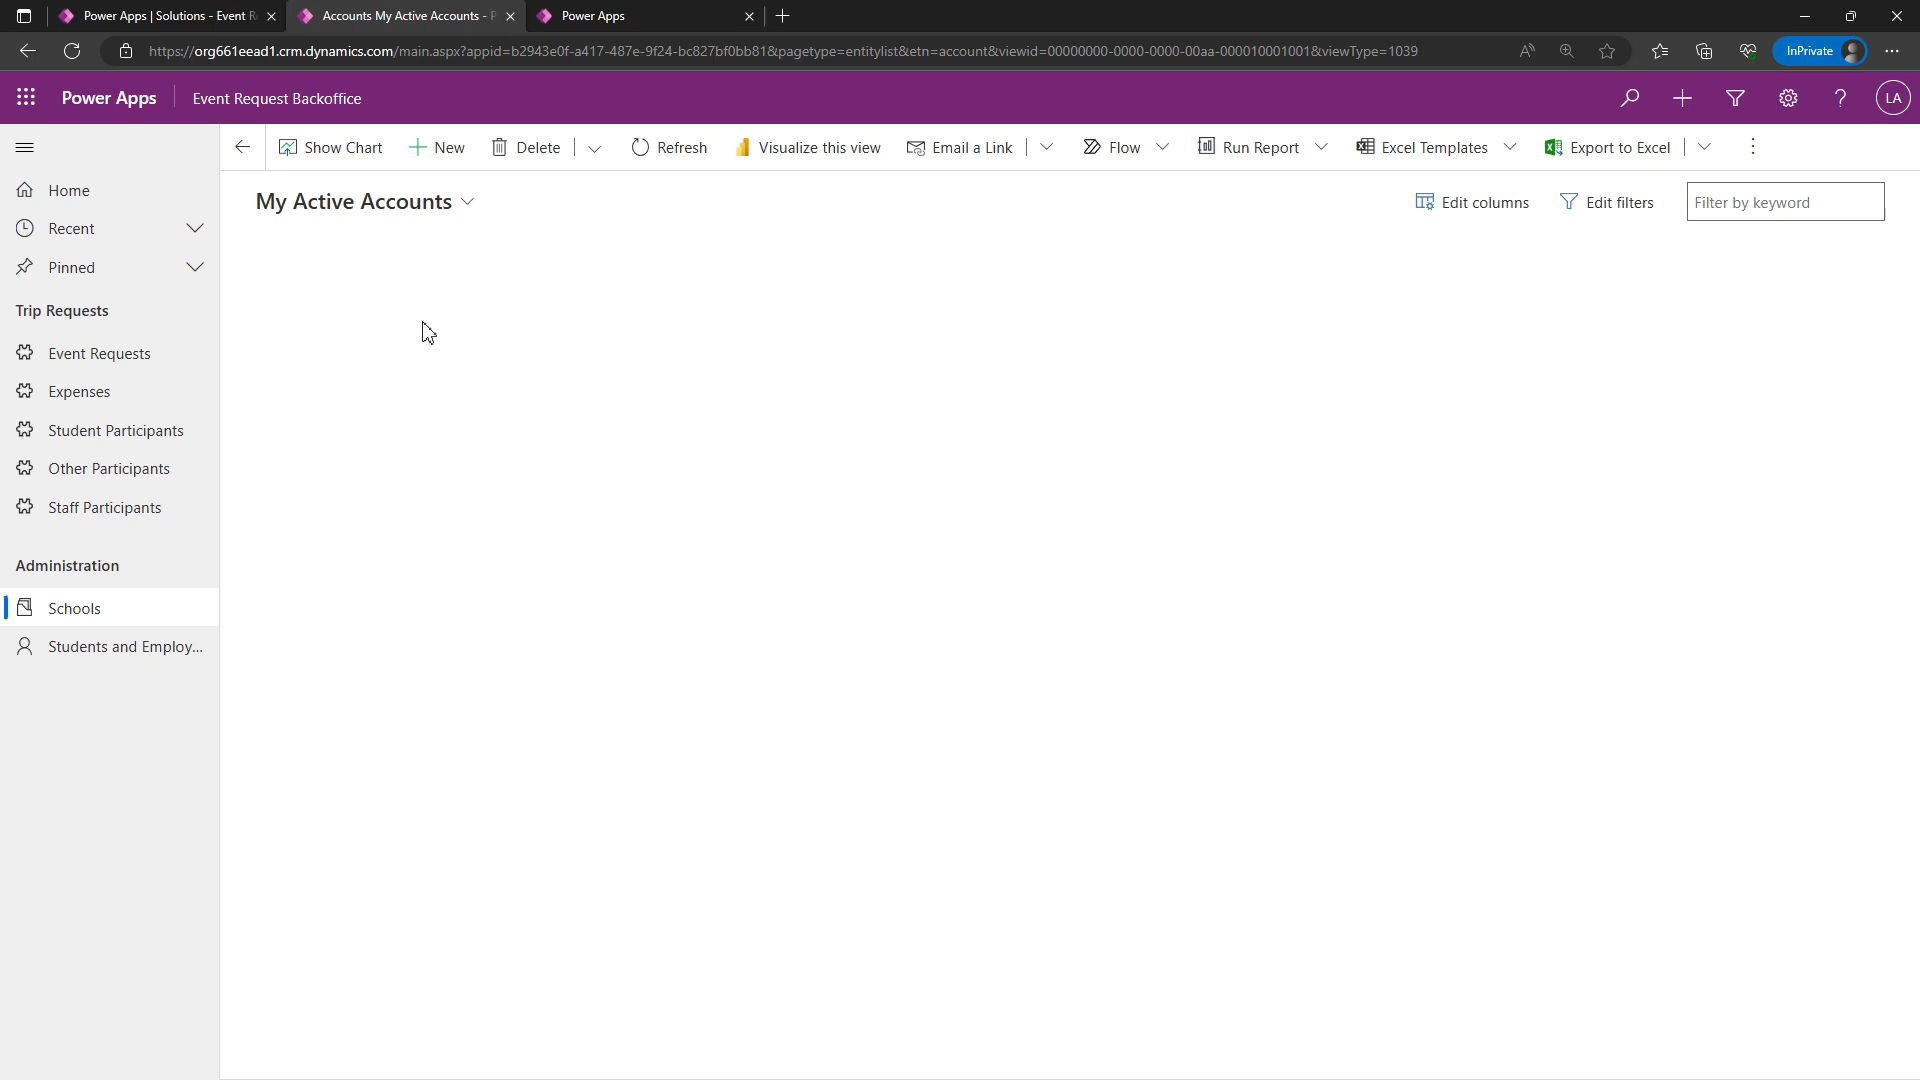 Power Apps | Solutions - Event R
Accounts My Active Accounts - P
Power Apps
https://org661eead1.crm.dynamics.com/main.aspx?appid=b2943e0f-a417-487e-9f24-bc827bf0bb81&pagetype=entitylist&etn=account&viewid=00000000-0000-0000-00aa-000010001001&viewType=1039
InPrivate
Power Apps
Event Request Backoffice
LA
Show Chart
New
Delete
Refresh
Visualize this view
Email a Link
Flow
Run Report
Excel Templates
Export to Excel
Home
Recent
Pinned
Trip Requests
Event Requests
Expenses
Student Participants
Other Participants
Staff Participants
Administration
Schools
Students and Employ...
My Active Accounts
Edit columns
Edit filters
Filter by keyword